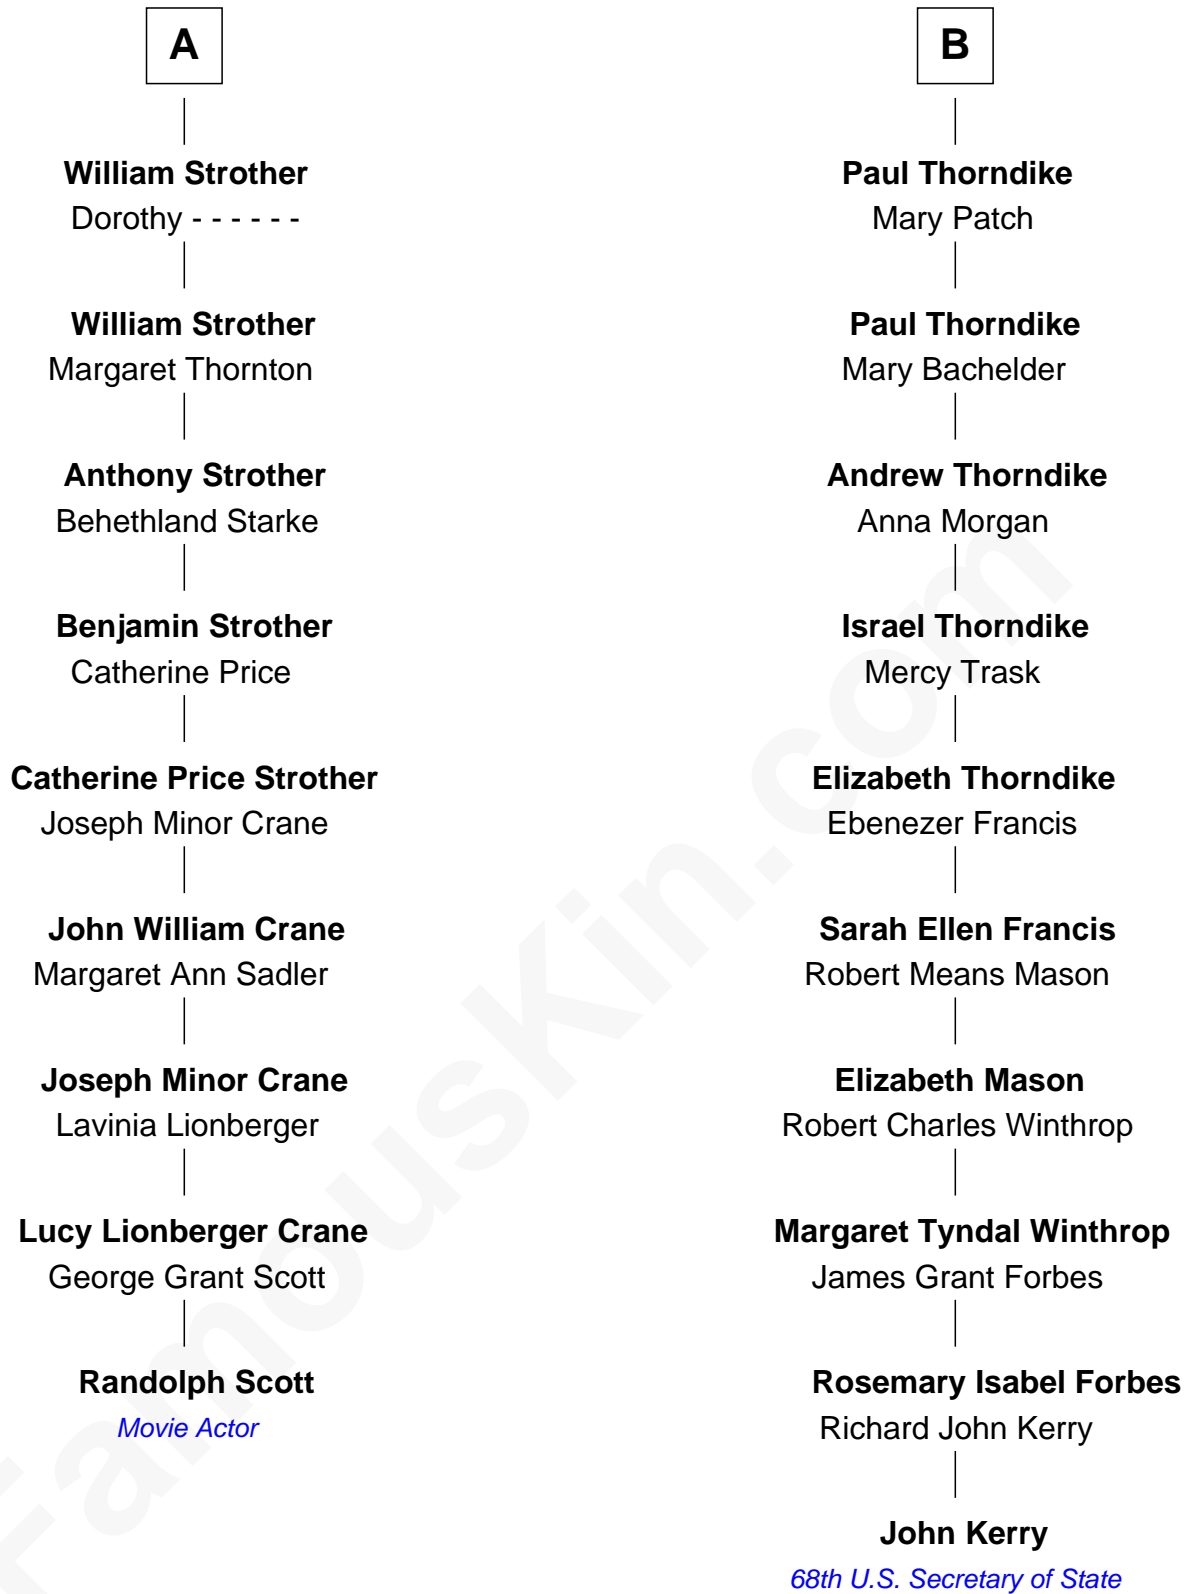 A
William Strother
Dorothy - - - - - -
William Strother
Margaret Thornton
Anthony Strother
Behethland Starke
Benjamin Strother
Catherine Price
Catherine Price Strother
Joseph Minor Crane
John William Crane
Margaret Ann Sadler
Joseph Minor Crane
Lavinia Lionberger
Lucy Lionberger Crane
George Grant Scott
Randolph Scott
Movie Actor
B
Paul Thorndike
Mary Patch
Paul Thorndike
Mary Bachelder
Andrew Thorndike
Anna Morgan
Israel Thorndike
Mercy Trask
Elizabeth Thorndike
Ebenezer Francis
Sarah Ellen Francis
Robert Means Mason
Elizabeth Mason
Robert Charles Winthrop
Margaret Tyndal Winthrop
James Grant Forbes
Rosemary Isabel Forbes
Richard John Kerry
John Kerry
68th U.S. Secretary of State
FamousKin.com